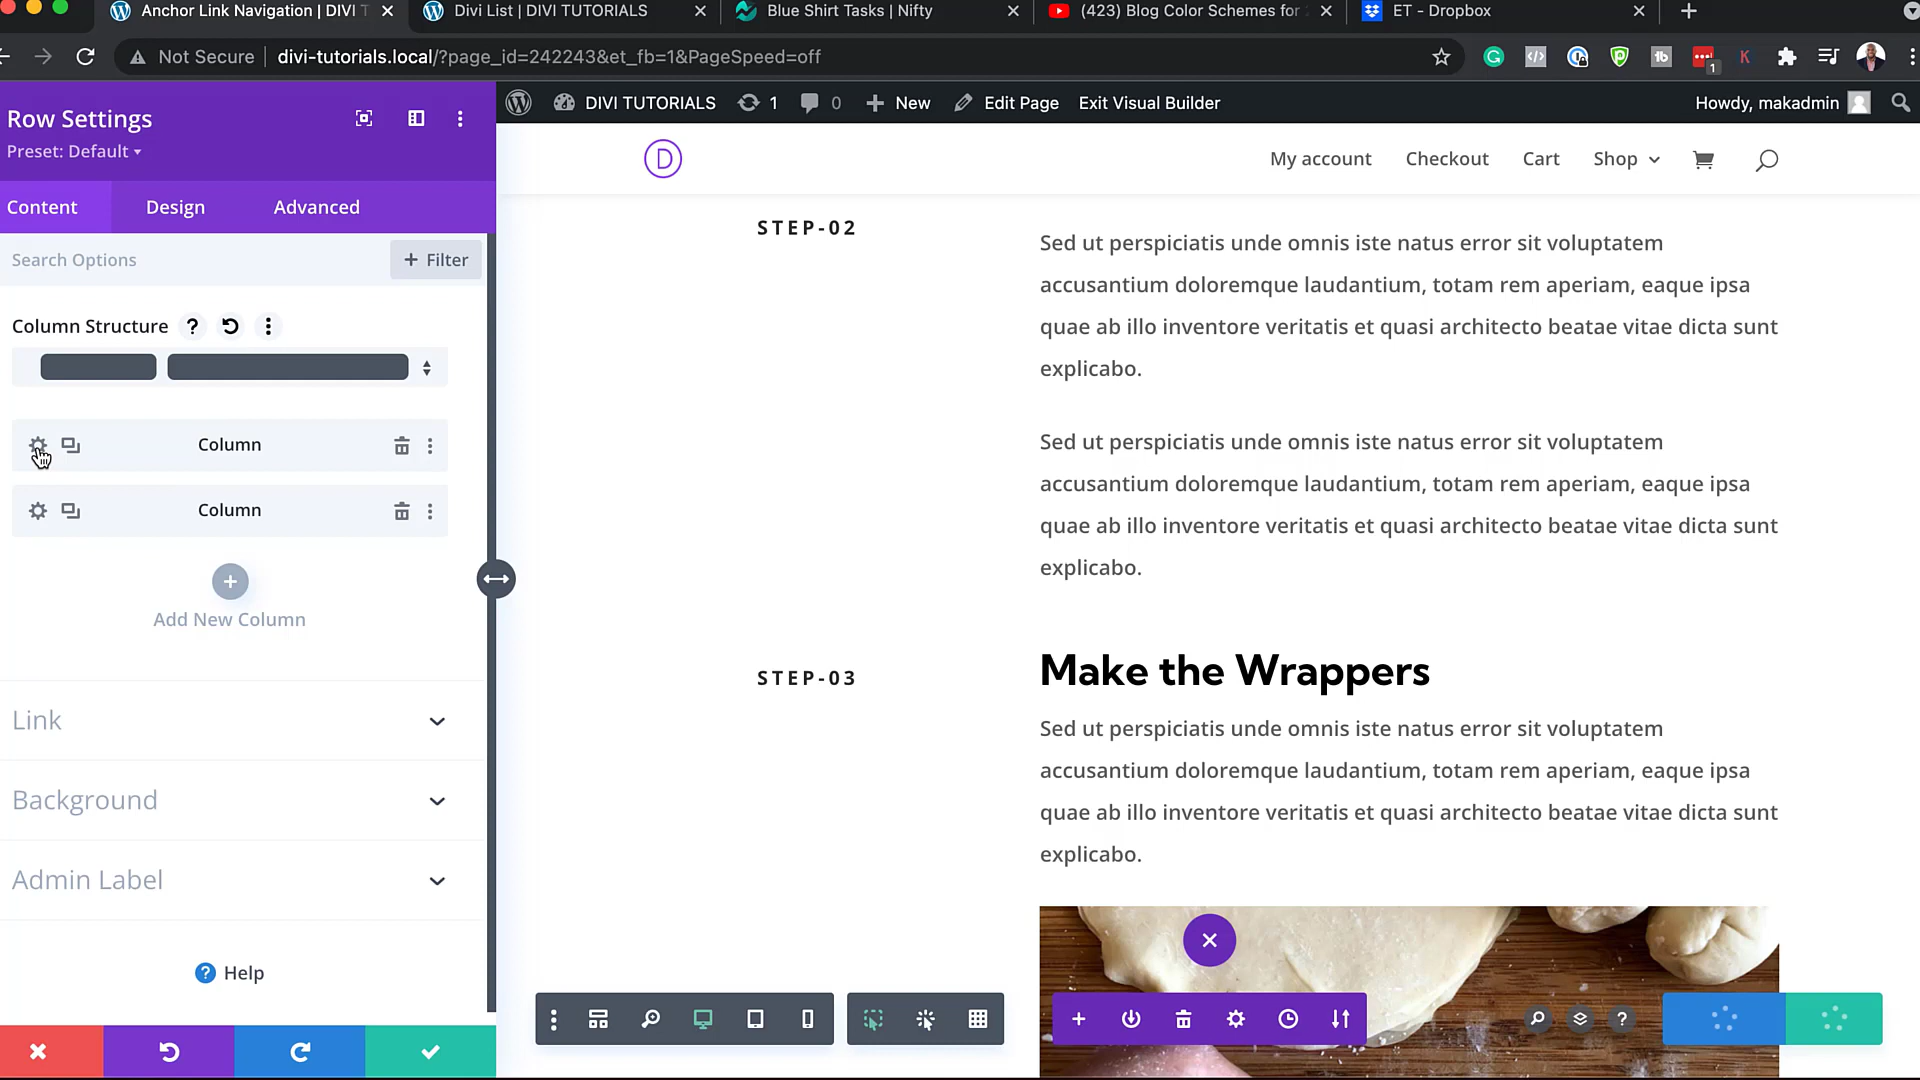 Anchor Link Navigation | DIVI T
Divi List | DIVI TUTORIALS
Blue Shirt Tasks | Nifty
(423) Blog Color Schemes for 2
ET - Dropbox
Not Secure
divi-tutorials.local/?page_id=242243&et_fb=1&PageSpeed=off
1
K
Row Settings
Preset: Default
Content
Design
Advanced
Search Options
+ Filter
Column Structure
?
Column
Column
Add New Column
Link
Background
Admin Label
? Help
DIVI TUTORIALS
1
0
New
Edit Page
Exit Visual Builder
Howdy, makadmin
D
My account
Checkout
Cart
Shop
STEP-02
Sed ut perspiciatis unde omnis iste natus error sit voluptatem
accusantium doloremque laudantium, totam rem aperiam, eaque ipsa
quae ab illo inventore veritatis et quasi architecto beatae vitae dicta sunt
explicabo.
Sed ut perspiciatis unde omnis iste natus error sit voluptatem
accusantium doloremque laudantium, totam rem aperiam, eaque ipsa
quae ab illo inventore veritatis et quasi architecto beatae vitae dicta sunt
explicabo.
STEP-03
Make the Wrappers
Sed ut perspiciatis unde omnis iste natus error sit voluptatem
accusantium doloremque laudantium, totam rem aperiam, eaque ipsa
quae ab illo inventore veritatis et quasi architecto beatae vitae dicta sunt
explicabo.
?